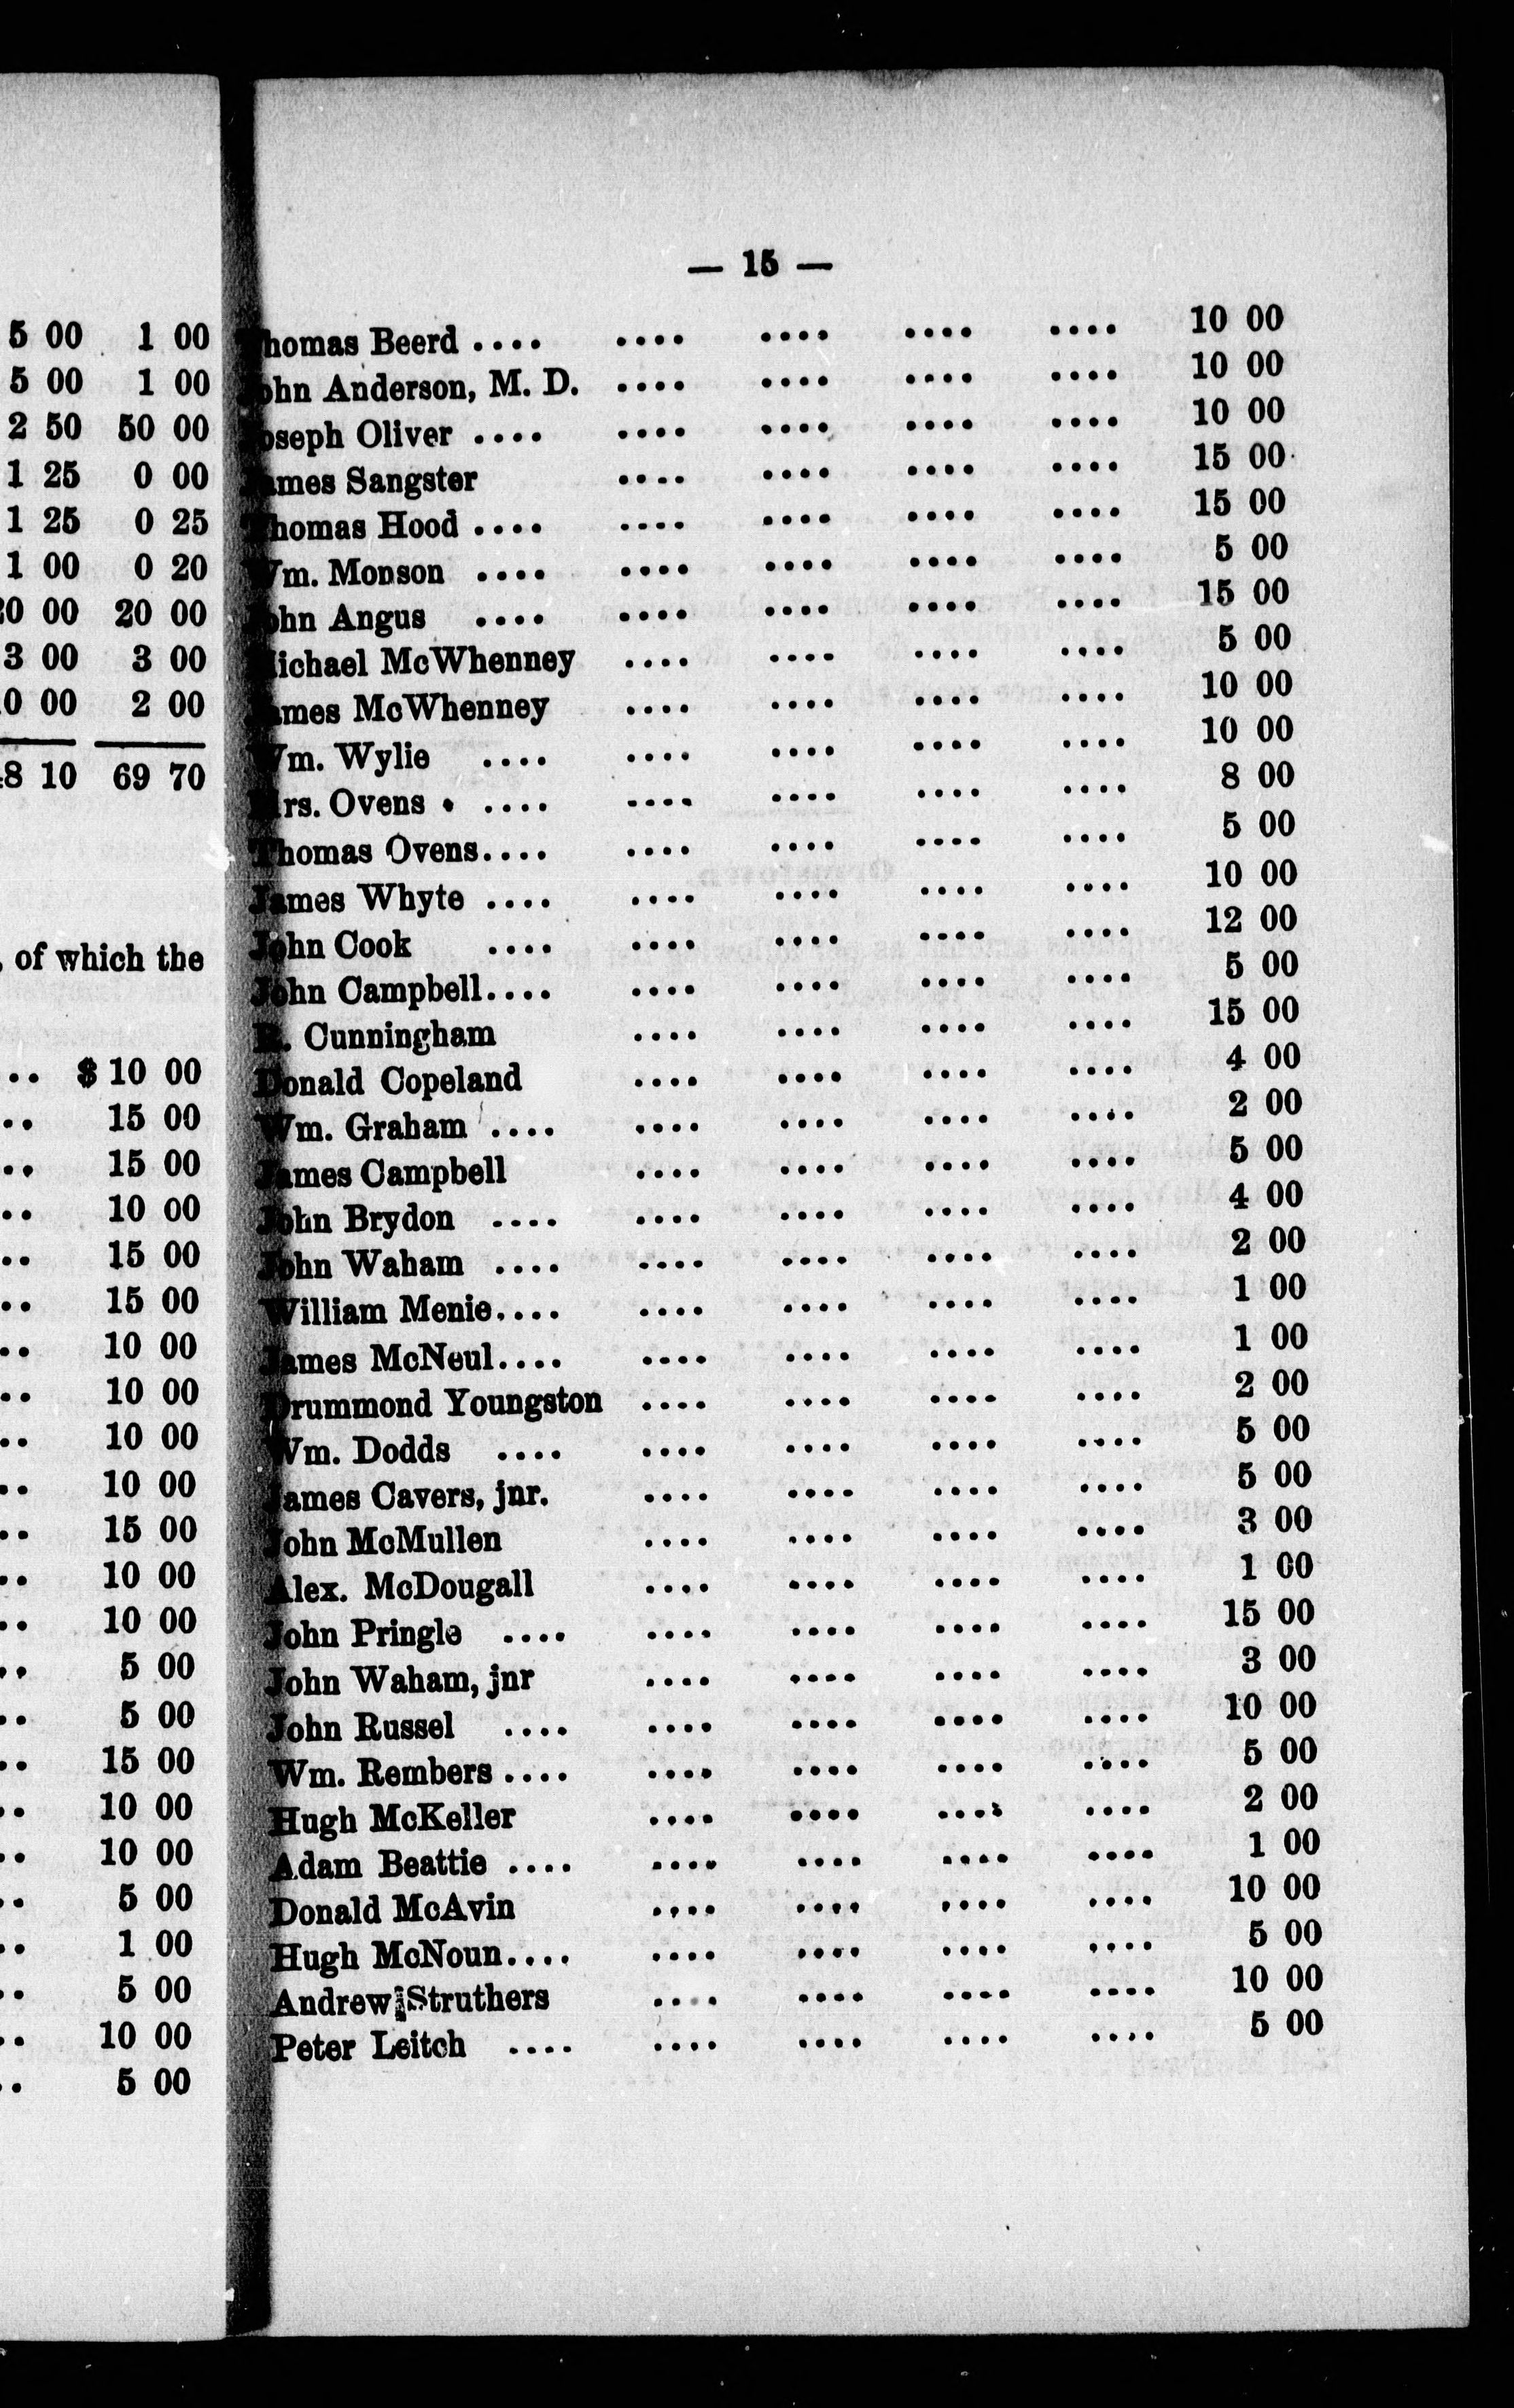 5 00 1 00
5 00 1 00
2 50 50 00
1 25 0 00
1 25 0 25
1 00 0 20
0 00 20 00
3 00 3 00
0 00 2 00
8 10 69 70
, of which the
.. $ 10 00
.. 15 00
.. 15 00
.. 10 00
.. 15 00
.. 15 00
.. 10 00
.. 10 00
.. 10 00
.. 10 00
.. 15 00
.. 10 00
.. 10 00
.. 5 00
.. 5 00
.. 15 00
.. 10 00
.. 10 00
.. 5 00
.. 1 00
.. 5 00
.. 10 00
.. 5 00
— 15 —
Thomas Beerd .... .... .... .... .... 10 00
John Anderson, M. D. .... .... .... .... 10 00
Joseph Oliver .... .... .... .... .... 10 00
James Sangster .... .... .... .... 15 00
Thomas Hood .... .... .... .... .... 15 00
Wm. Monson .... .... .... .... .... 5 00
John Angus .... .... .... .... .... 15 00
Michael McWhenney .... .... .... .... 5 00
James McWhenney .... .... .... .... 10 00
Wm. Wylie .... .... .... .... .... 10 00
Mrs. Ovens . .... .... .... .... .... 8 00
Thomas Ovens.... .... .... .... .... 5 00
James Whyte .... .... .... .... .... 10 00
John Cook .... .... .... .... .... 12 00
John Campbell.... .... .... .... .... 5 00
R. Cunningham .... .... .... .... 15 00
Donald Copeland .... .... .... .... 4 00
Wm. Graham .... .... .... .... .... 2 00
James Campbell .... .... .... .... 5 00
John Brydon .... .... .... .... .... 4 00
John Waham .... .... .... .... .... 2 00
William Menie.... .... .... .... .... 1 00
James McNeul.... .... .... .... .... 1 00
Drummond Youngston .... .... .... .... 2 00
Wm. Dodds .... .... .... .... .... 5 00
James Cavers, jnr. .... .... .... .... 5 00
John McMullen .... .... .... .... 3 00
Alex. McDougall .... .... .... .... 1 00
John Pringle .... .... .... .... .... 15 00
John Waham, jnr .... .... .... .... 3 00
John Russel .... .... .... .... .... 10 00
Wm. Rembers .... .... .... .... .... 5 00
Hugh McKeller .... .... .... .... 2 00
Adam Beattie .... .... .... .... .... 1 00
Donald McAvin .... .... .... .... 10 00
Hugh McNoun.... .... .... .... .... 5 00
Andrew Struthers .... .... .... .... 10 00
Peter Leitch .... .... .... .... .... 5 00